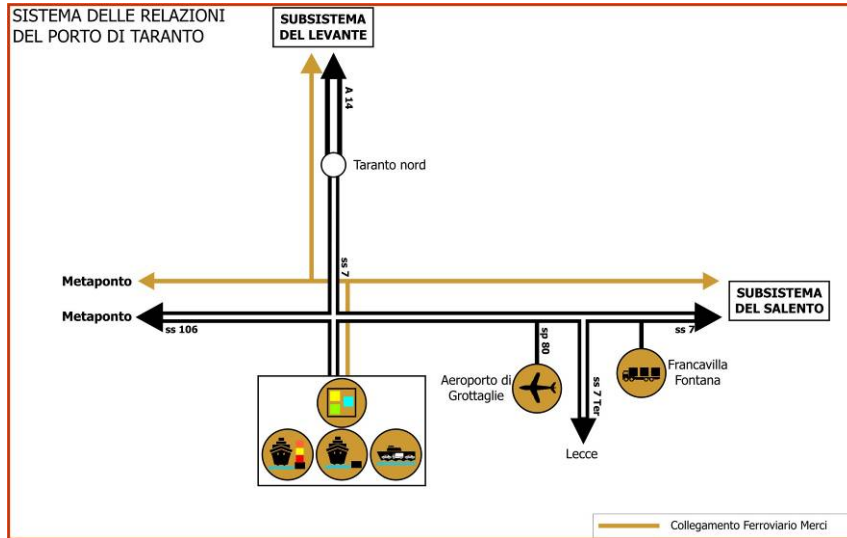 SISTEMA DELLE RELAZIONI
DEL PORTO DI TARANTO
SUBSISTEMA
DEL LEVANTE
A 14
Taranto nord
ss 7
Metaponto
Metaponto
ss 106
SUBSISTEMA
DEL SALENTO
ss 7
sp 80
Aeroporto di
Grottaglie
ss 7 Ter
Francavilla
Fontana
Lecce
Collegamento Ferroviario Merci